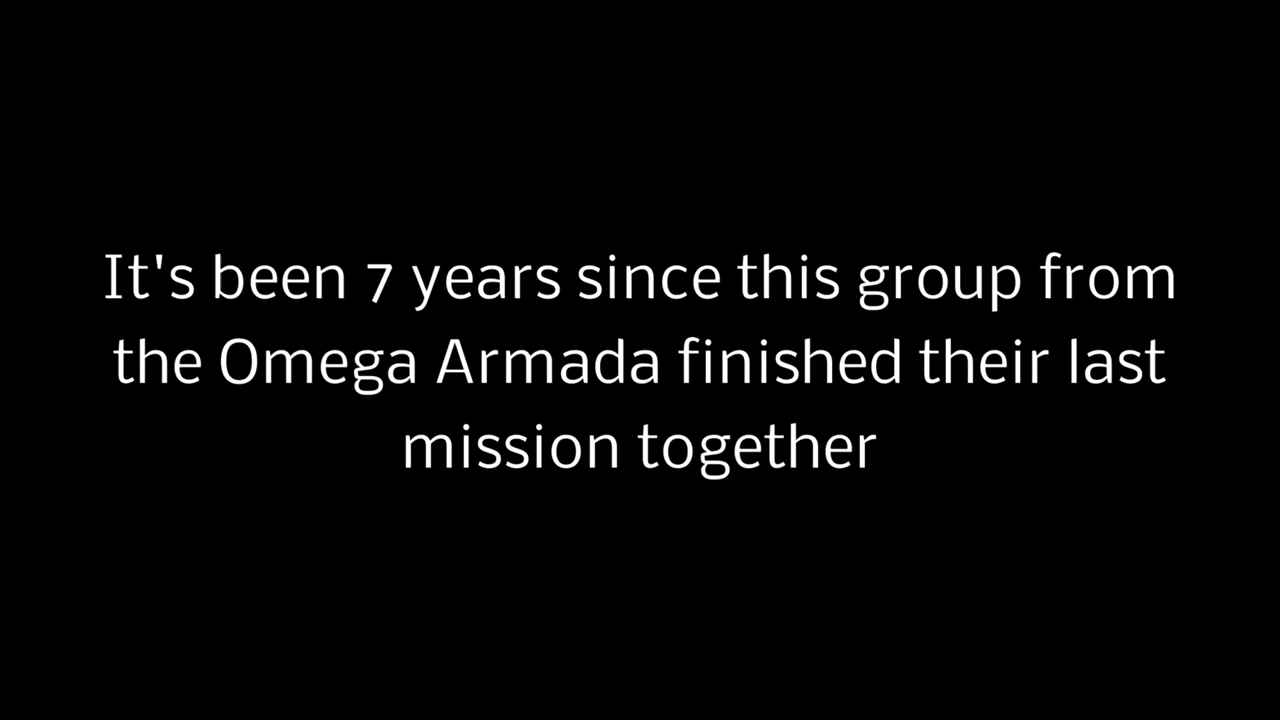 It's been 7 years since this group from
the Omega Armada finished their last
mission together